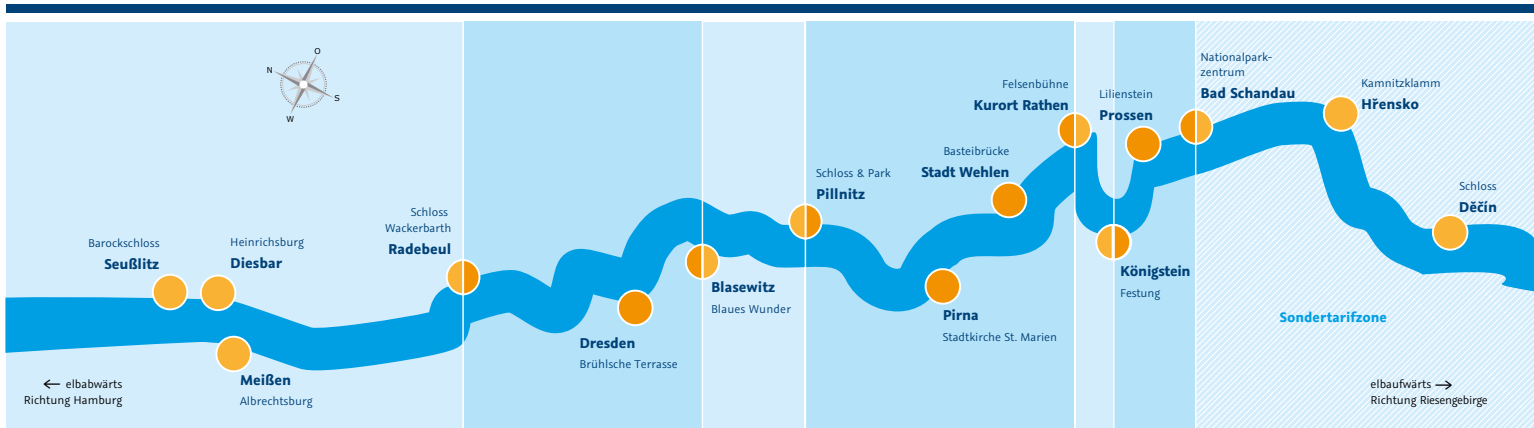 O
N
S
W
Barockschloss
Seußlitz
Heinrichsburg
Diesbar
Meißen
Albrechtsburg
Schloss
Wackerbarth
Radebeul
Dresden
Brühlsche Terrasse
Blasewitz
Blaues Wunder
Schloss & Park
Pillnitz
Pirna
Stadtkirche St. Marien
Basteibrücke
Stadt Wehlen
Felsenbühne
Kurort Rathen
Lilienstein
Prossen
Königstein
Festung
Nationalpark-
zentrum
Bad Schandau
Kamnitzklamm
Hřensko
Schloss
Děčín
Sondertarifzone
← elbabwärts
Richtung Hamburg
elbaufwärts →
Richtung Riesengebirge